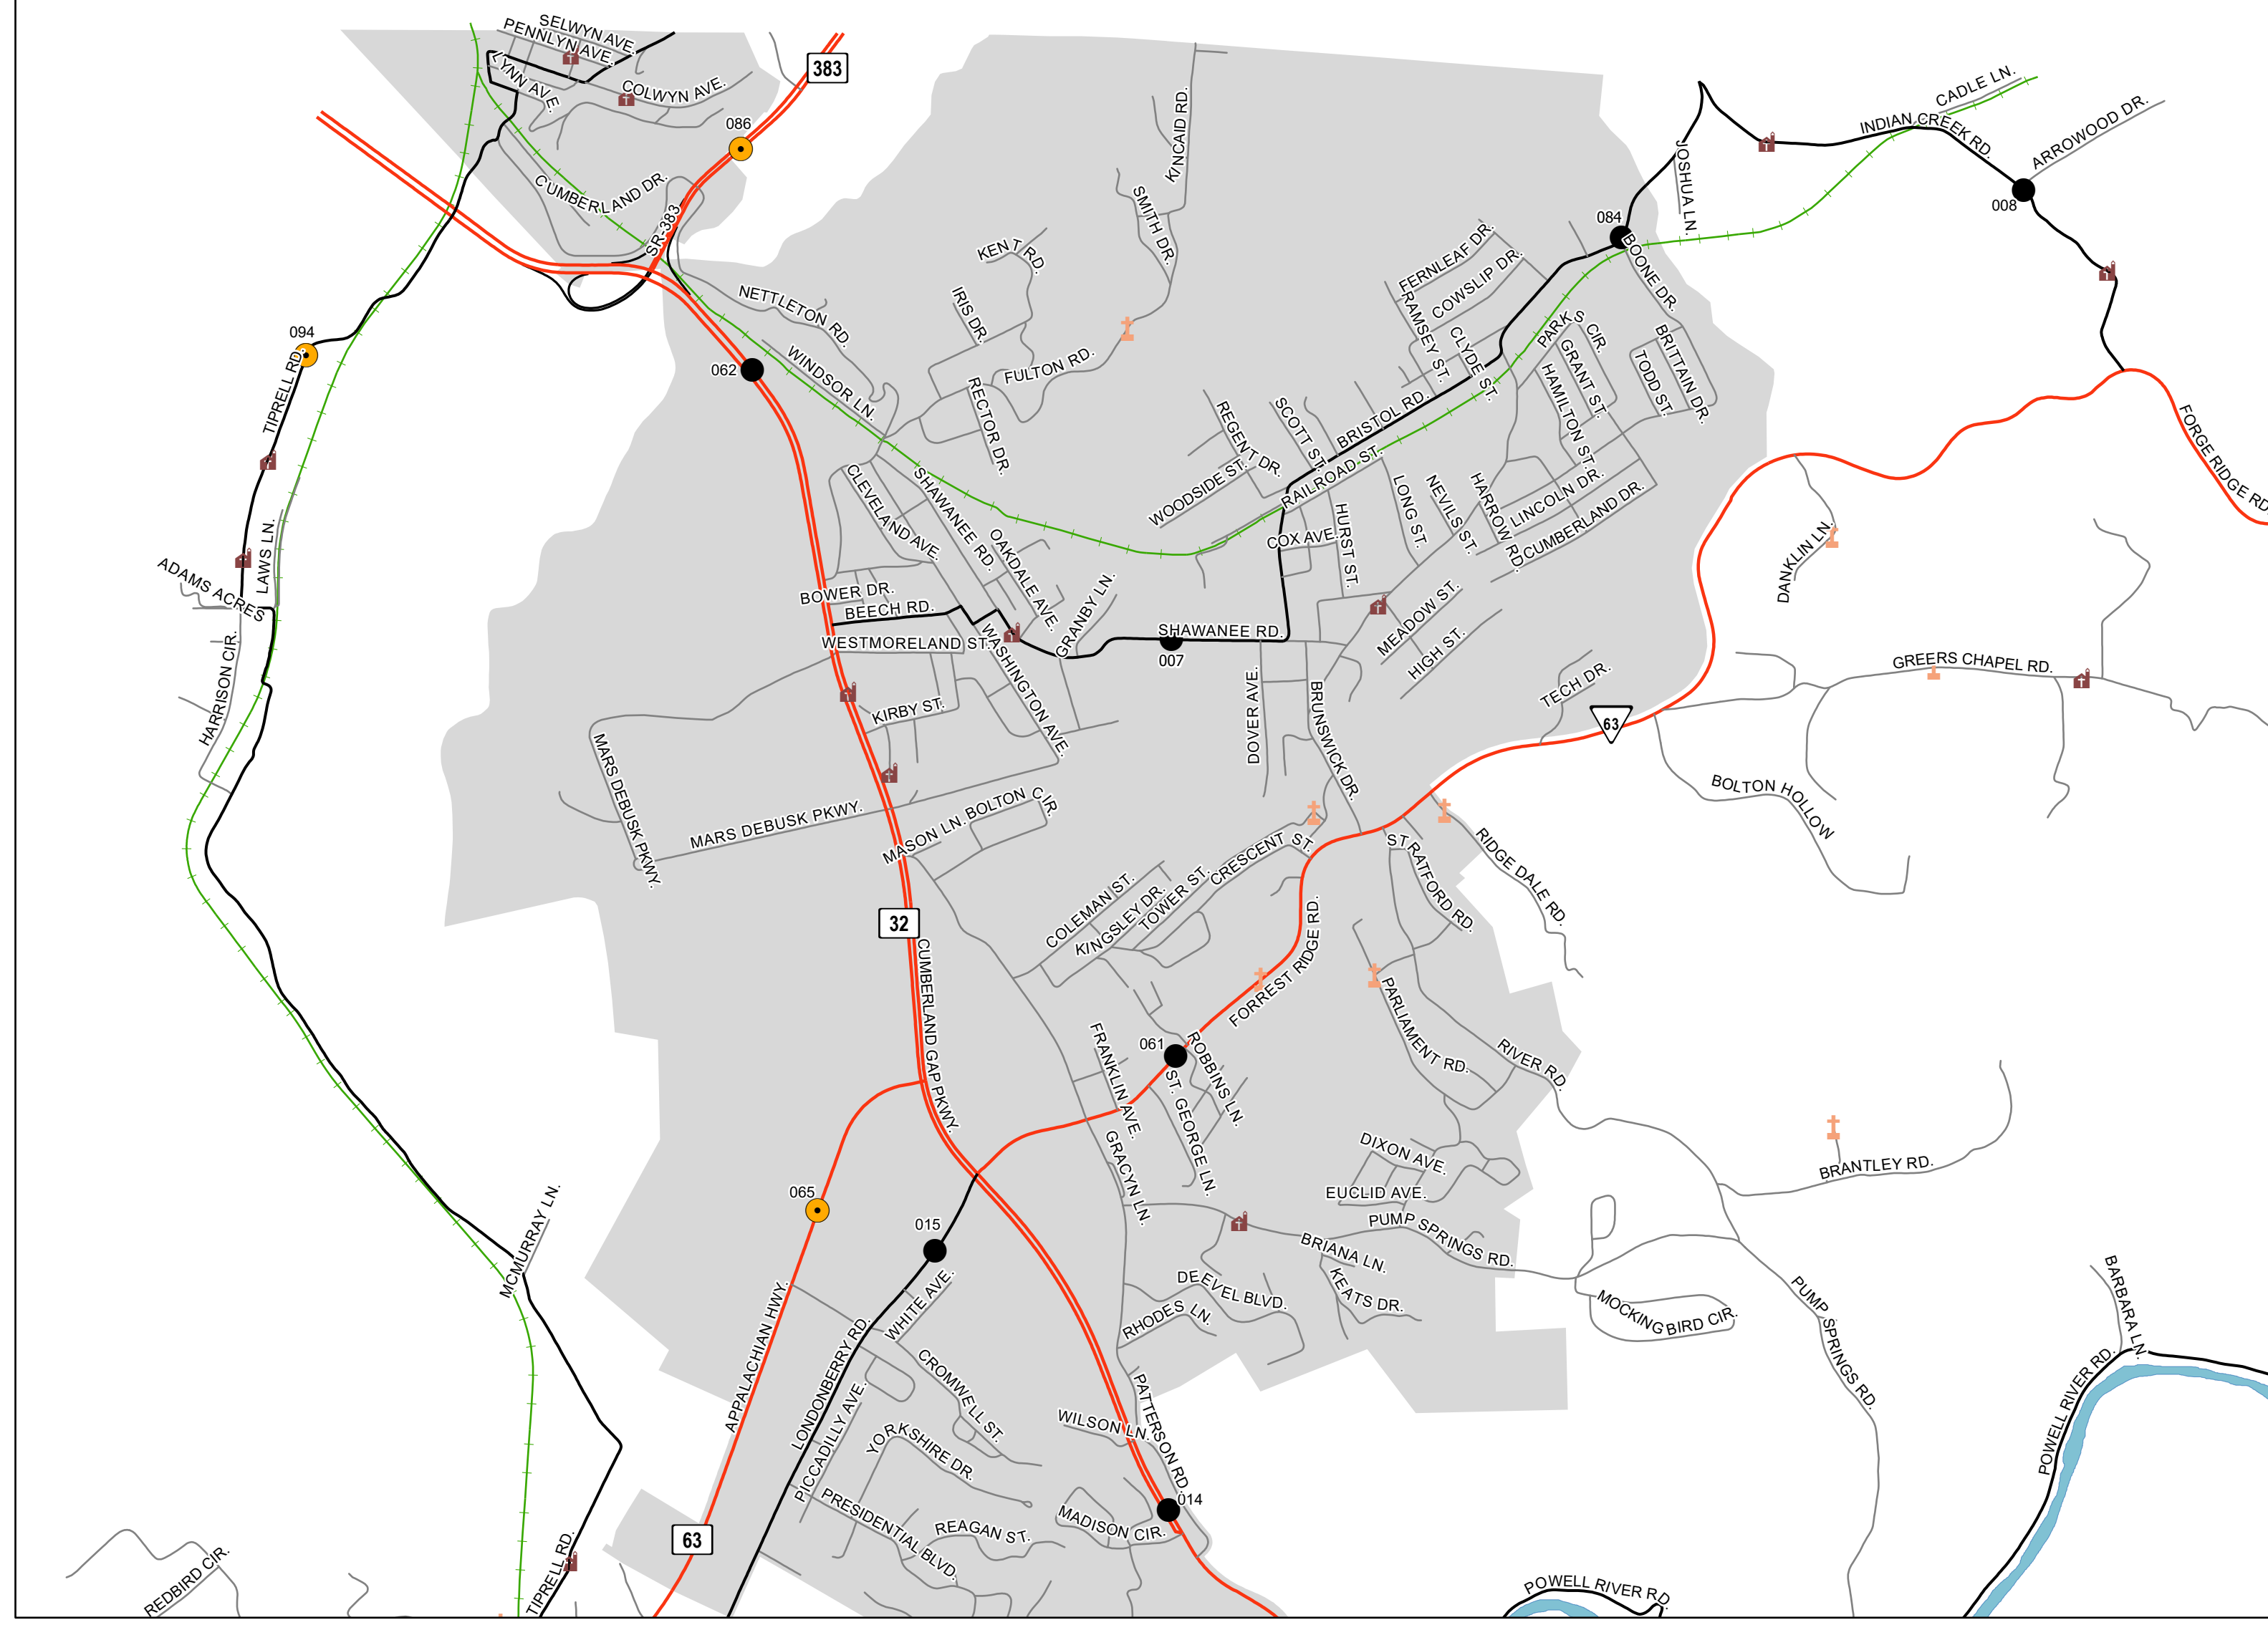 SELWYN AVE.
PENNLYN AVE.
LYNN AVE.
COLWYN AVE.
383
086
CADLE LN.
INDIAN CREEK RD.
ARROWOOD DR.
KINCAID RD.
JOSHUA LN.
CUMBERLAND DR.
SR-383
SMITH DR.
084
008
BOONE DR.
KENT RD.
FERNLEAF DR.
COWSLIP DR.
RAMSEY ST.
CLYDE ST.
NETTLETON RD.
IRIS DR.
PARKS CIR.
GRANT ST.
BRITTAIN DR.
TODD ST.
HAMILTON ST.
094
TIPRELL RD.
062
WINDSOR LN.
FULTON RD.
RECTOR DR.
REGENT DR.
SCOTT ST.
BRISTOL RD.
FORGE RIDGE RD
WOODSIDE ST.
RAILROAD ST.
CLEVELAND AVE.
SHAWANEE RD.
OAKDALE AVE.
LONG ST.
NEVILS ST.
HARROW RD.
LINCOLN DR.
CUMBERLAND DR.
COX AVE.
HURST ST.
LAWS LN.
ADAMS ACRES
DANKLIN LN.
BOWER DR.
BEECH RD.
GRANBY LN.
MEADOW ST.
WESTMORELAND ST.
SHAWANEE RD.
007
HIGH ST.
HARRISON CIR.
WASHINGTON AVE.
GREERS CHAPEL RD.
TECH DR.
KIRBY ST.
DOVER AVE.
BRUNSWICK DR.
63
MARS DEBUSK PKWY.
MARS DEBUSK PKWY.
BOLTON CIR.
MASON LN.
BOLTON HOLLOW
CRESCENT ST.
STRATFORD RD.
RIDGE DALE RD.
COLEMAN ST.
KINGSLEY DR.
TOWER ST.
32
CUMBERLAND GAP PKWY.
FORREST RIDGE RD.
PARLIAMENT RD.
RIVER RD.
061
FRANKLIN AVE.
ROBBINS LN.
ST. GEORGE LN.
GRACYN LN.
DIXON AVE.
EUCLID AVE.
BRANTLEY RD.
065
015
MCMURRAY LN.
PUMP SPRINGS RD.
BRIANA LN.
KEATS DR.
DEEVEL BLVD.
RHODES LN.
MOCKING BIRD CIR.
PUMP SPRINGS RD.
BARBARA LN.
POWELL RIVER RD.
APPALACHIAN HWY.
LONDONBERRY RD.
WHITE AVE.
CROMWELL ST.
PICCADILLY AVE.
YORKSHIRE DR.
WILSON LN.
PATTERSON RD.
014
MADISON CIR.
PRESIDENTIAL BLVD.
REAGAN ST.
63
TIPRELL RD.
REDBIRD CIR.
POWELL RIVER RD.